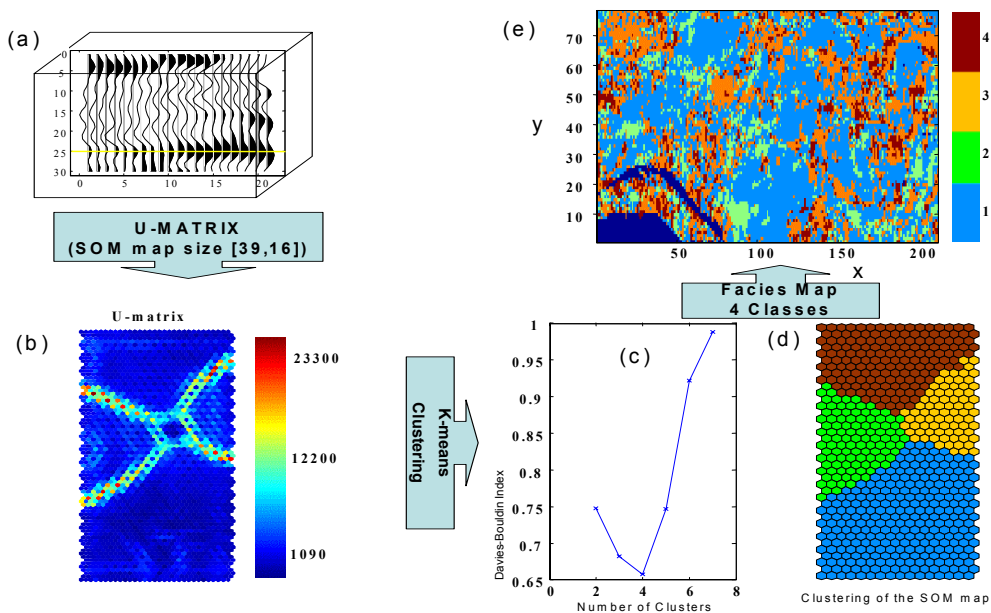 (a)
0
5
10
15
20
25
30
0 5 10 15 20
U-MATRIX
(SOM map size [39,16])
U-matrix
(b)
23300
12200
1090
K-means
Clustering
(e)
y
70
60
50
40
30
20
10
50 100 150 200
x
4
3
2
1
Facies Map
4 Classes
(c)
1
0.95
0.9
0.85
0.8
0.75
0.7
0.65
0 2 4 6 8
Davies-Bouldin Index
Number of Clusters
(d)
Clustering of the SOM map